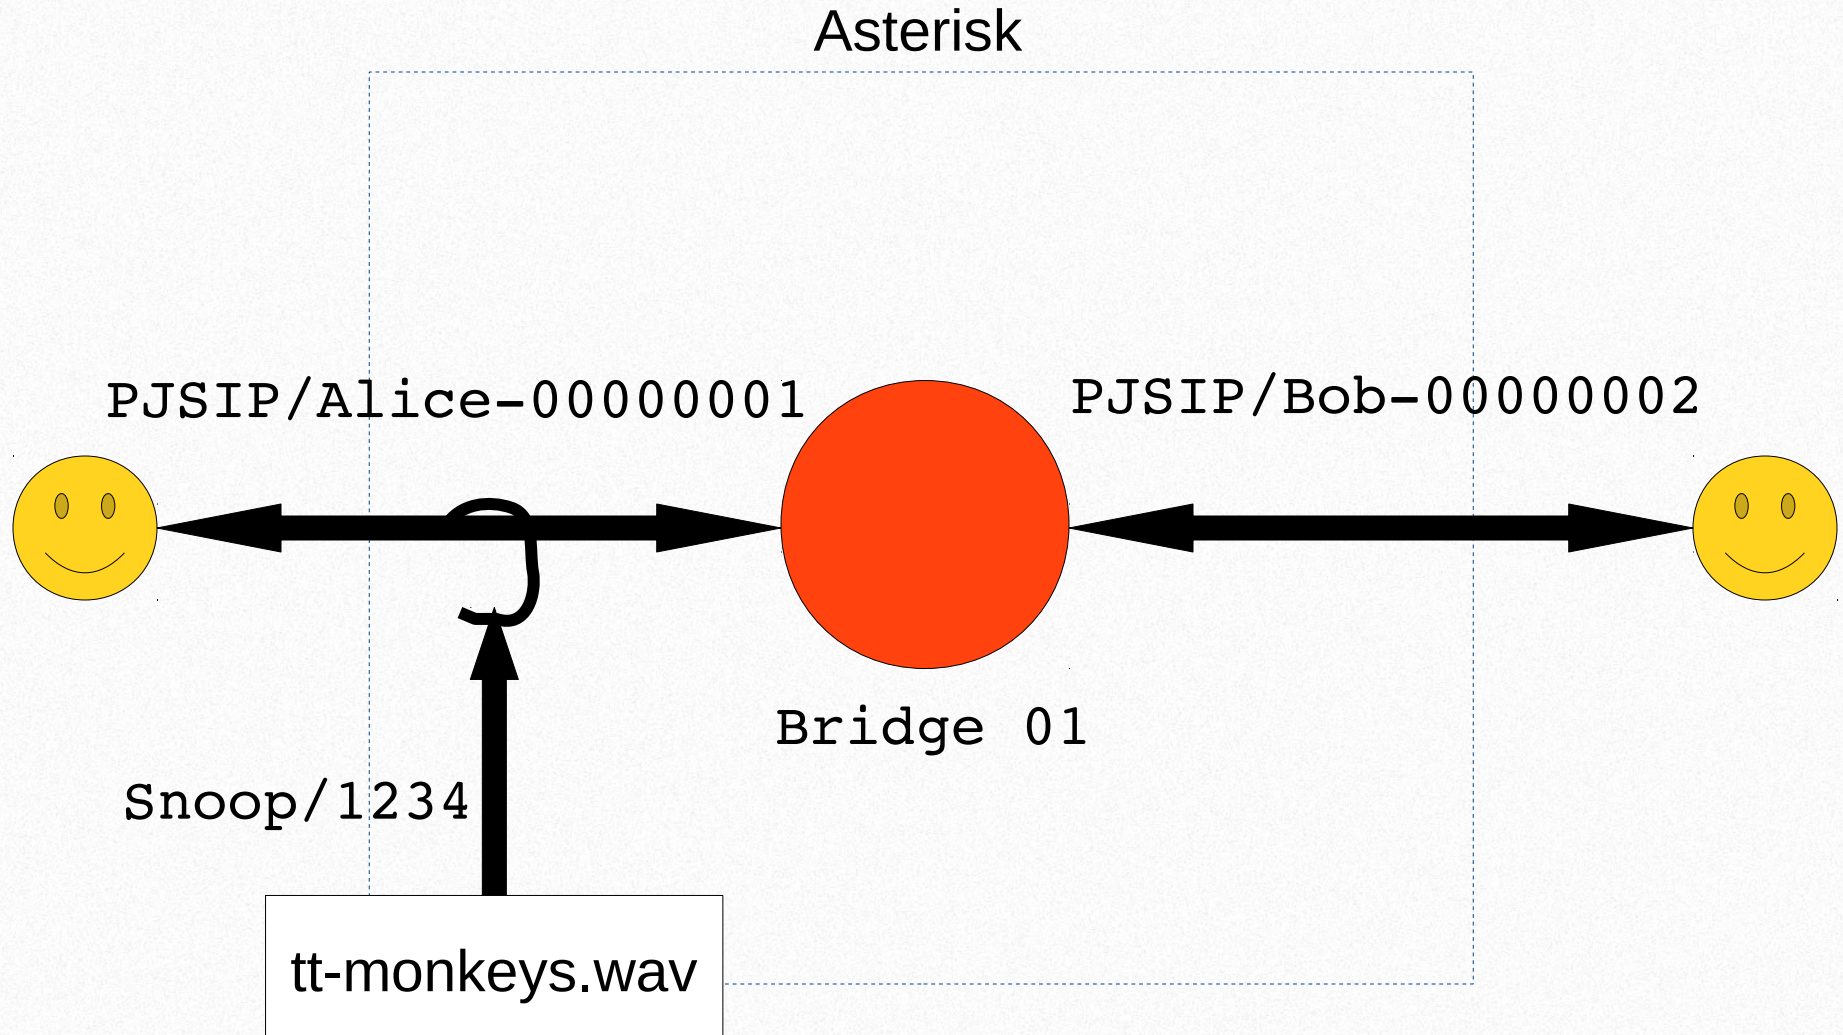 Asterisk
PJSIP/Alice-00000001
PJSIP/Bob-00000002
Bridge 01
Snoop/1234
tt-monkeys.wav